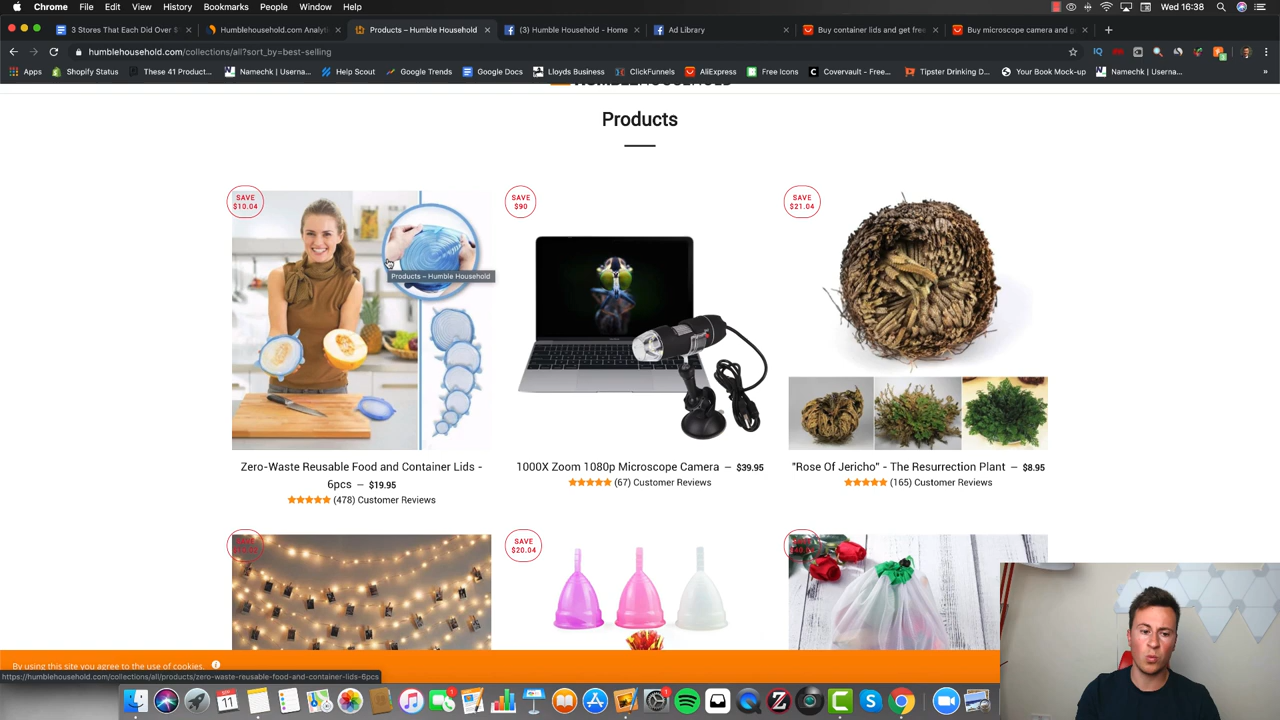 Chrome File Edit View History Bookmarks People Window Help Wed 16:38
3 Stores That Each Did Over $ Humblehousehold.com Analyti Products – Humble Household (3) Humble Household - Home Ad Library Buy container lids and get free Buy microscope camera and g
humblehousehold.com/collections/all?sort_by=best-selling
Apps Shopify Status These 41 Product... Namechk | Userna... Help Scout Google Trends Google Docs Lloyds Business ClickFunnels AliExpress Free Icons Covervault - Free... Tipster Drinking D... Your Book Mock-up Namechk | Userna... »
Products
SAVE
$10.04
SAVE
$90
SAVE
$21.04
Products – Humble Household
Zero-Waste Reusable Food and Container Lids -
6pcs — $19.95
(478) Customer Reviews
1000X Zoom 1080p Microscope Camera — $39.95
(67) Customer Reviews
"Rose Of Jericho" - The Resurrection Plant — $8.95
(165) Customer Reviews
SAVE
$20.04
By using this site you agree to the use of cookies.
https://humblehousehold.com/collections/all/products/zero-waste-reusable-food-and-container-lids-6pcs